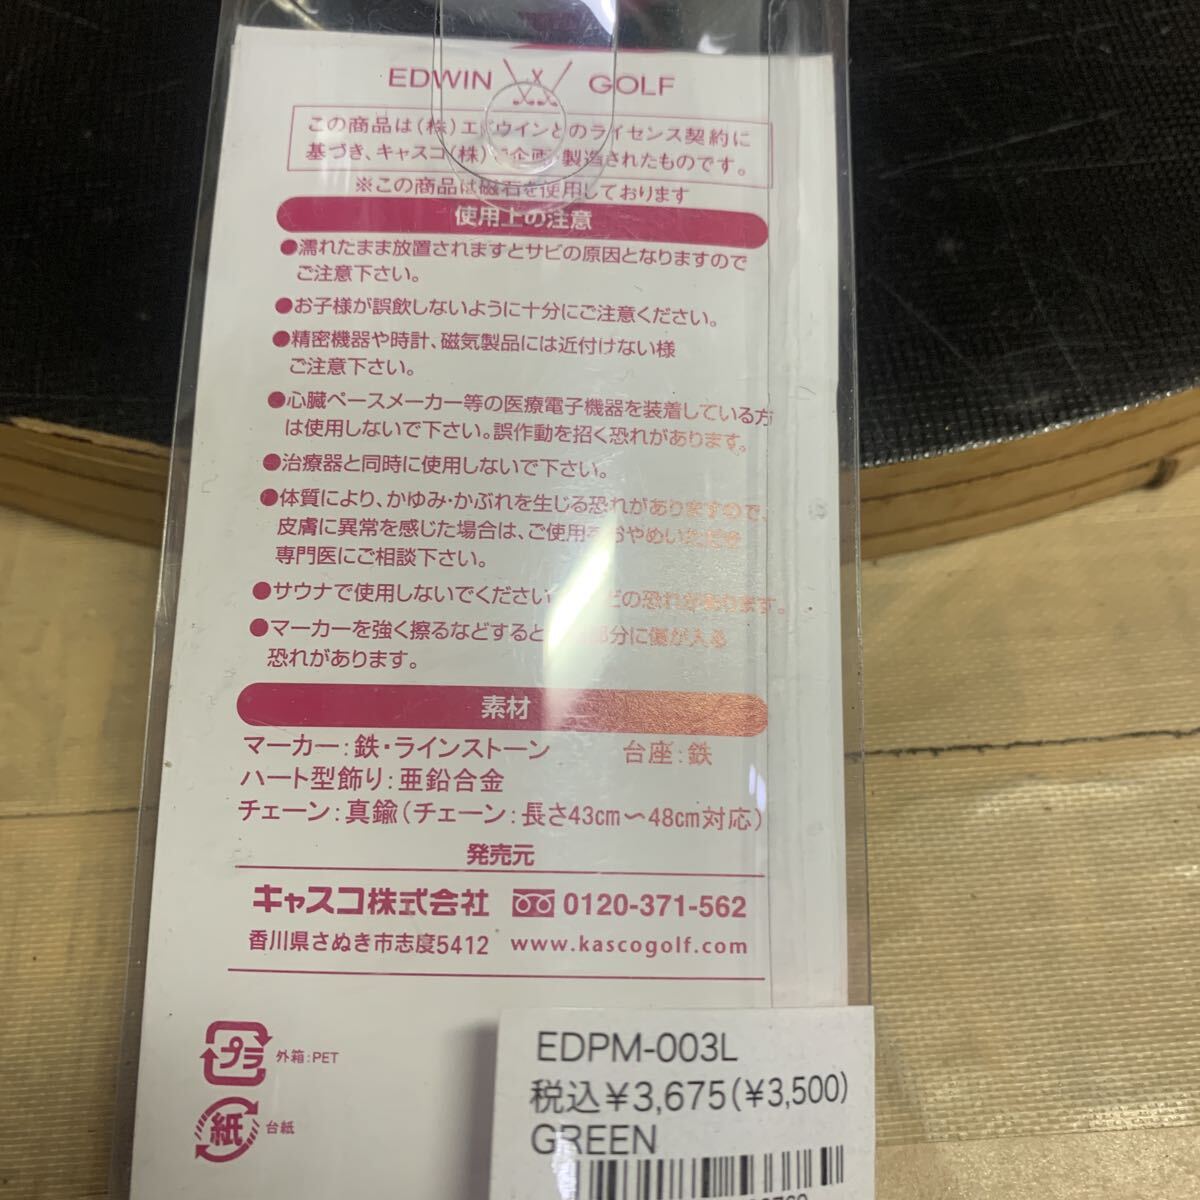 EDWIN GOLF
この商品は(株)エドウインとのライセンス契約に
基づき、キャスコ(株)で企画・製造されたものです。
※この商品は磁石を使用しております
使用上の注意
●濡れたまま放置されますとサビの原因となりますので
ご注意下さい。
●お子様が誤飲しないように十分にご注意ください。
●精密機器や時計、磁気製品には近付けない様
ご注意下さい。
●心臓ペースメーカー等の医療電子機器を装着している方
は使用しないで下さい。誤作動を招く恐れがあります。
●治療器と同時に使用しないで下さい。
●体質により、かゆみ・かぶれを生じる恐れがありますので、
皮膚に異常を感じた場合は、ご使用をおやめいただき
専門医にご相談下さい。
●サウナで使用しないでください の恐れがあります。
●マーカーを強く擦るなどすると 部分に傷が入る
恐れがあります。
素材
マーカー:鉄・ラインストーン 台座:鉄
ハート型飾り:亜鉛合金
チェーン:真鍮(チェーン:長さ43cm〜48cm対応)
発売元
キャスコ株式会社 0120-371-562
香川県さぬき市志度5412 www.kascogolf.com
プラ 外箱:PET
紙 台紙
EDPM-003L
税込¥3,675(¥3,500)
GREEN